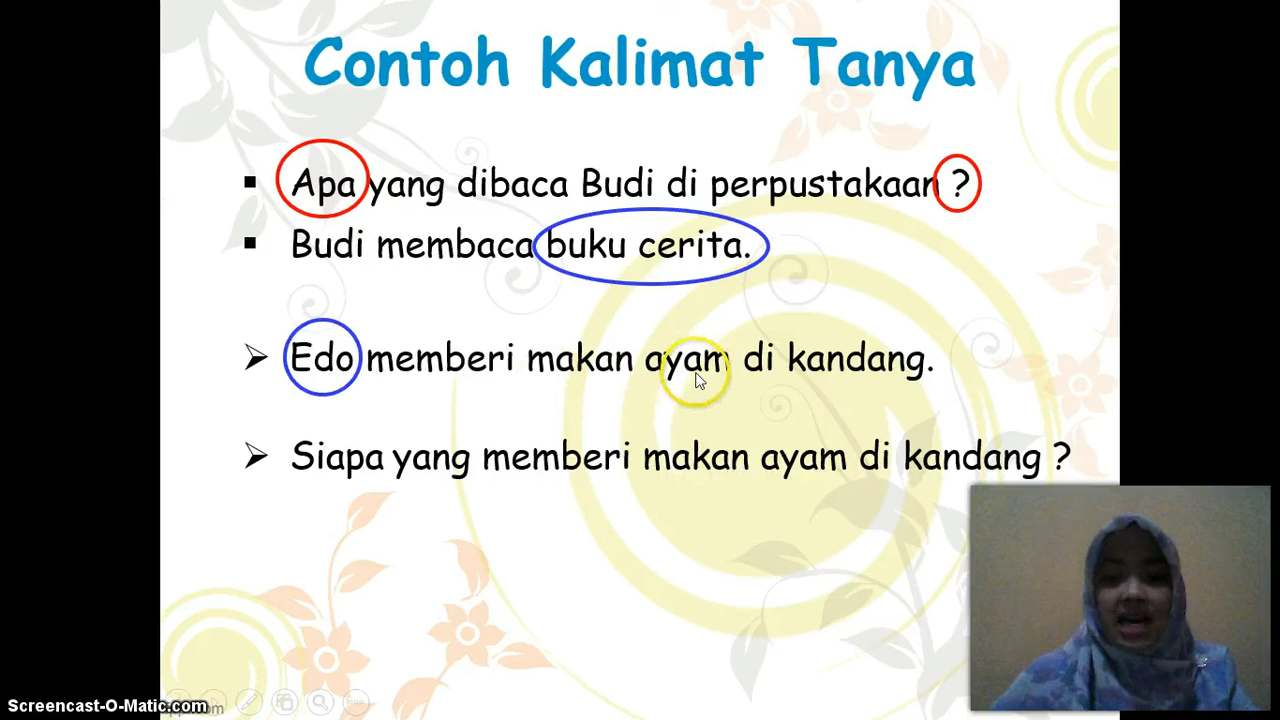 Contoh Kalimat Tanya
Apa yang dibaca Budi di perpustakaan ?
Budi membaca buku cerita.
Edo memberi makan ayam di kandang.
Siapa yang memberi makan ayam di kandang ?
Screencast-O-Matic.com